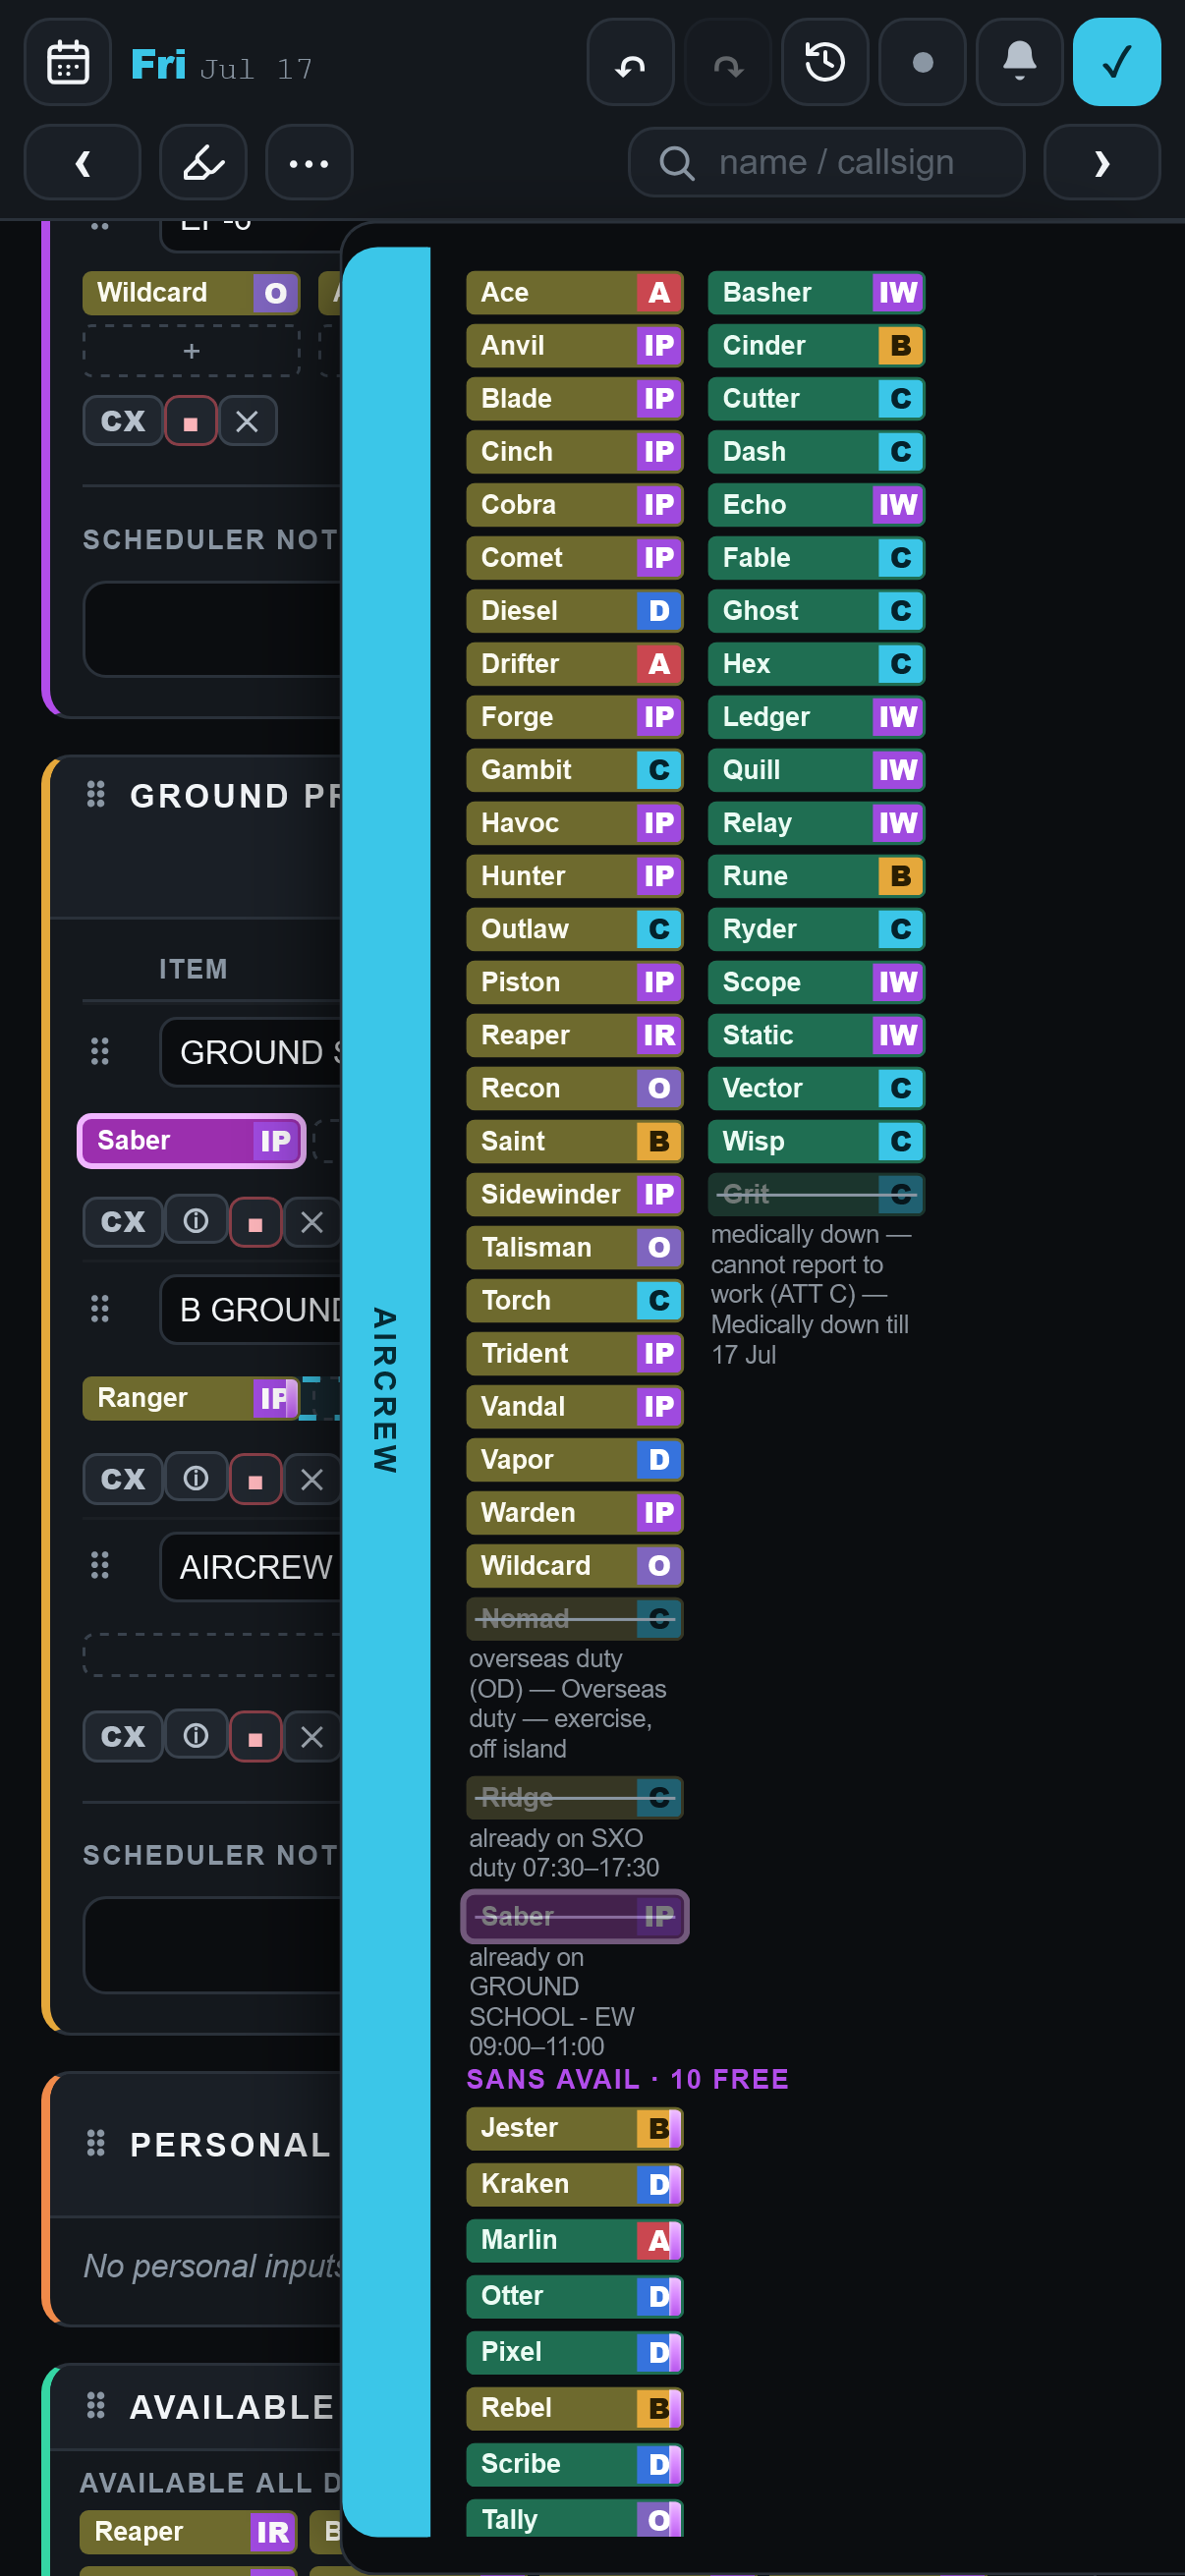 Fri Jul 17
name / callsign
Wildcard O
+
CX
SCHEDULER NOT
GROUND PR
ITEM
GROUND
Saber IP
CX
B GROUND
Ranger IP
CX
AIRCREW
CX
SCHEDULER NOT
PERSONAL
No personal inputs
AVAILABLE
AVAILABLE ALL D
Reaper IR
B
AIRCREW
Ace A
Anvil IP
Blade IP
Cinch IP
Cobra IP
Comet IP
Diesel D
Drifter A
Forge IP
Gambit C
Havoc IP
Hunter IP
Outlaw C
Piston IP
Reaper IR
Recon O
Saint B
Sidewinder IP
Talisman O
Torch C
Trident IP
Vandal IP
Vapor D
Warden IP
Wildcard O
Nomad C
overseas duty
(OD) — Overseas
duty — exercise,
off island
Ridge C
already on SXO
duty 07:30–17:30
Saber IP
already on
GROUND
SCHOOL - EW
09:00–11:00
Basher IW
Cinder B
Cutter C
Dash C
Echo IW
Fable C
Ghost C
Hex C
Ledger IW
Quill IW
Relay IW
Rune B
Ryder C
Scope IW
Static IW
Vector C
Wisp C
Grit C
medically down —
cannot report to
work (ATT C) —
Medically down till
17 Jul
SANS AVAIL · 10 FREE
Jester B
Kraken D
Marlin A
Otter D
Pixel D
Rebel B
Scribe D
Tally O